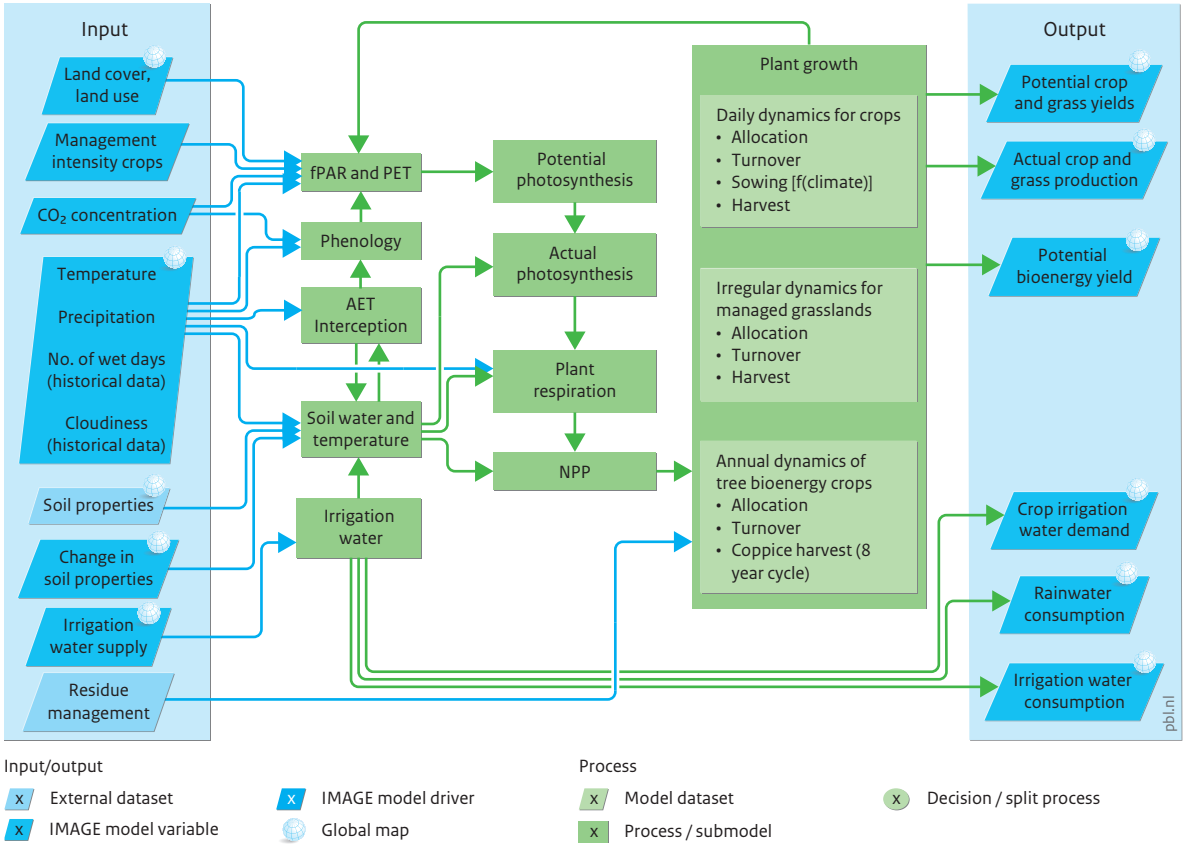 Input
Land cover,
land use
Management
intensity crops
CO₂ concentration
Temperature
Precipitation
No. of wet days
(historical data)
Cloudiness
(historical data)
Soil properties
Change in
soil properties
Irrigation
water supply
Residue
management
fPAR and PET
Phenology
AET
Interception
Soil water and
temperature
Irrigation
water
Potential
photosynthesis
Actual
photosynthesis
Plant
respiration
NPP
Plant growth
Daily dynamics for crops
• Allocation
• Turnover
• Sowing [f(climate)]
• Harvest
Irregular dynamics for
managed grasslands
• Allocation
• Turnover
• Harvest
Annual dynamics of
tree bioenergy crops
• Allocation
• Turnover
• Coppice harvest (8
year cycle)
Output
Potential crop
and grass yields
Actual crop and
grass production
Potential
bioenergy yield
Crop irrigation
water demand
Rainwater
consumption
Irrigation water
consumption
pbl.nl
Input/output
x External dataset
x IMAGE model variable
x IMAGE model driver
Global map
Process
x Model dataset
x Process / submodel
x Decision / split process